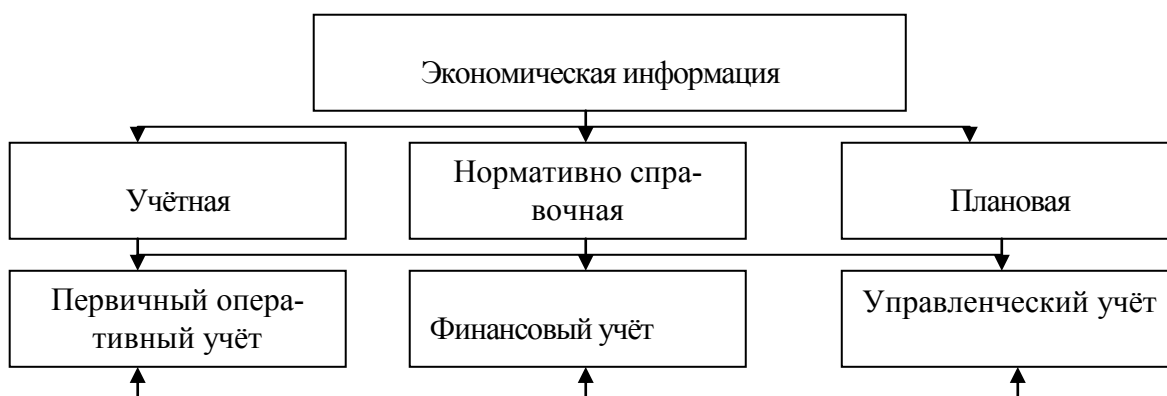 Экономическая информация
Учётная
Нормативно спра-
вочная
Плановая
Первичный опера-
тивный учёт
Финансовый учёт
Управленческий учёт